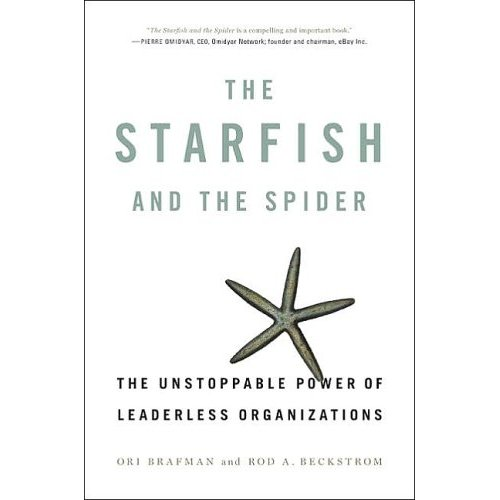 "The Starfish and the Spider is a compelling and important book."
—PIERRE OMIDYAR, CEO, Omidyar Network; founder and chairman, eBay Inc.
THE
STARFISH
AND THE SPIDER
THE UNSTOPPABLE POWER OF
LEADERLESS ORGANIZATIONS
ORI BRAFMAN and ROD A. BECKSTROM